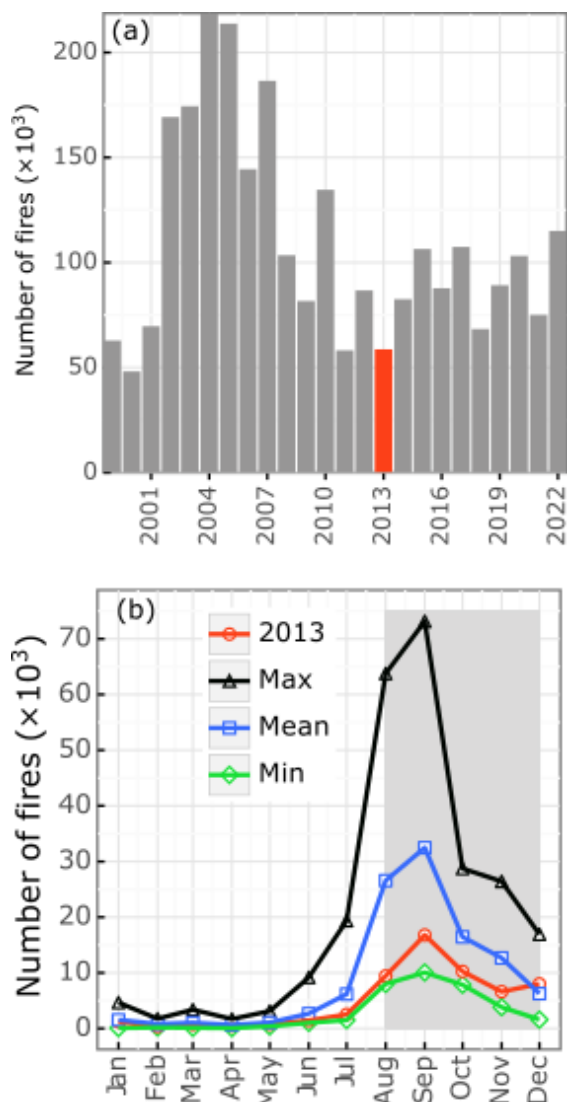 (a)
Number of fires (×10³)
200
150
100
50
0
2001
2004
2007
2010
2013
2016
2019
2022
(b)
2013
Max
Mean
Min
Number of fires (×10³)
70
60
50
40
30
20
10
0
Jan
Feb
Mar
Apr
May
Jun
Jul
Aug
Sep
Oct
Nov
Dec